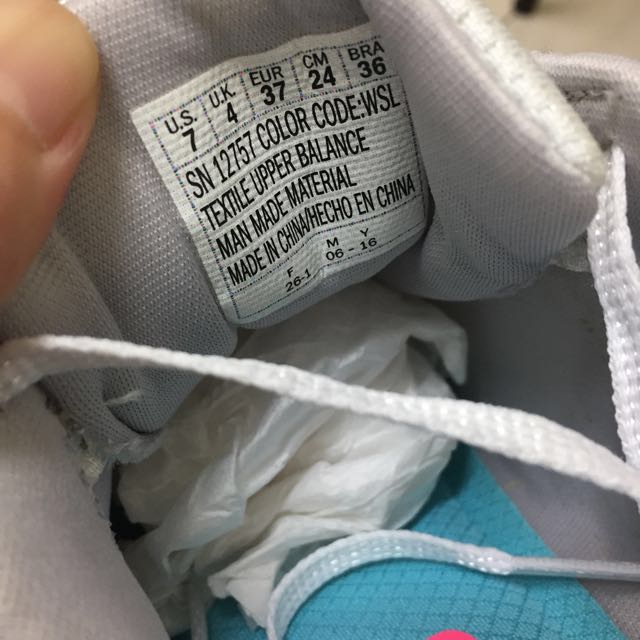 U.S. U.K. EUR CM BRA
7 4 37 24 36
SN 12757 COLOR CODE:WSL
TEXTILE UPPER BALANCE
MAN MADE MATERIAL
MADE IN CHINA/HECHO EN CHINA
F M Y
26-1 06-16